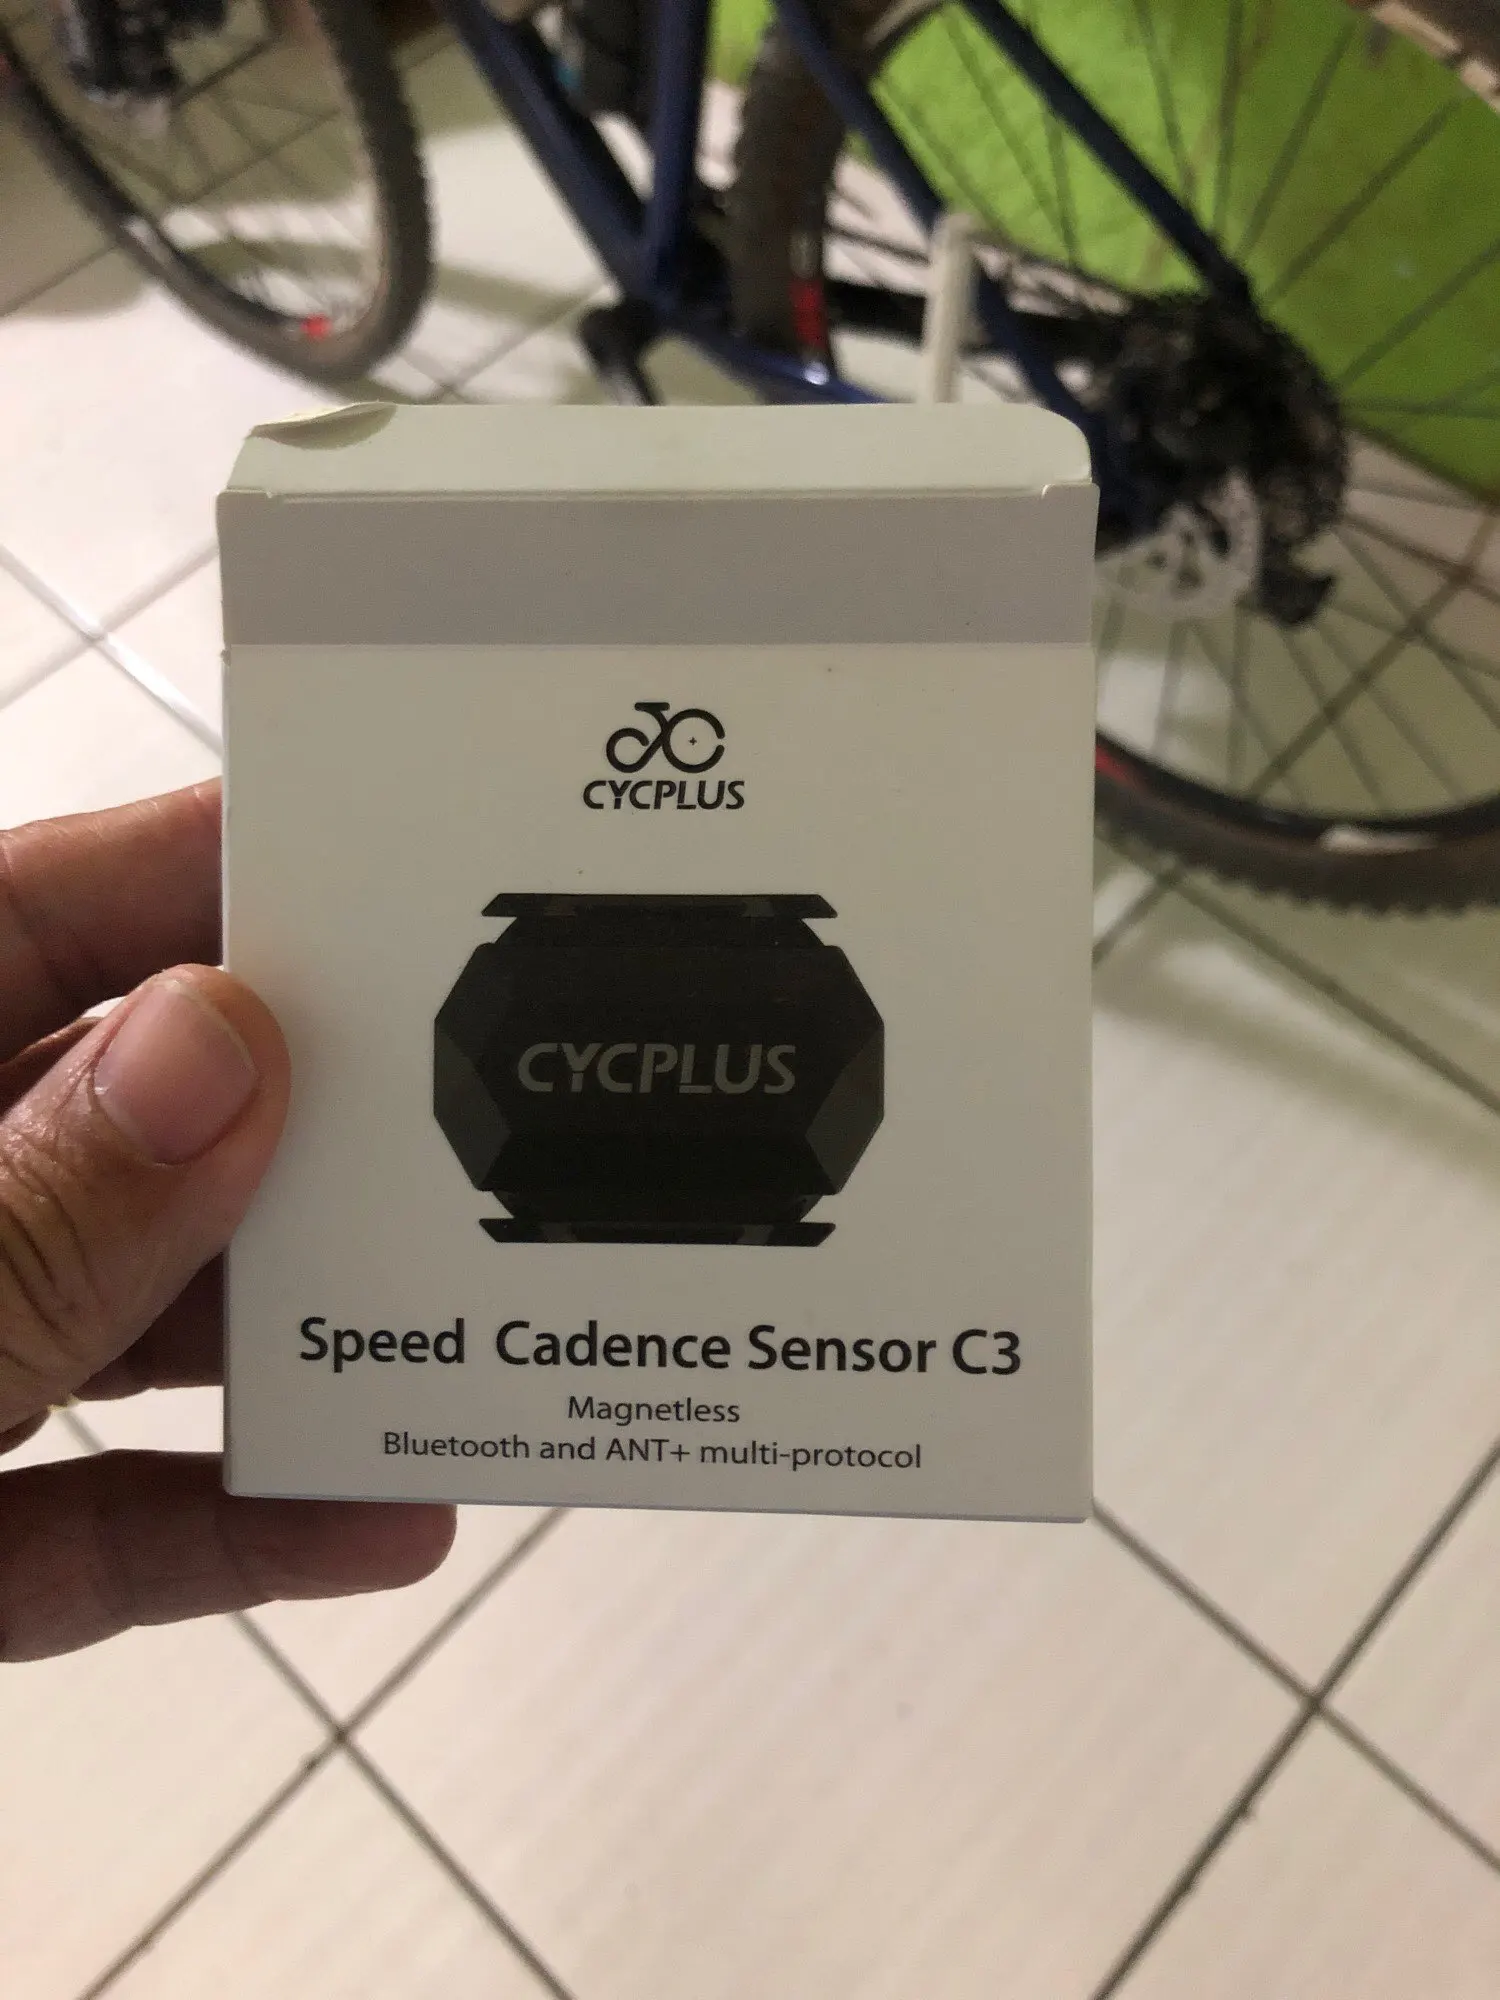 CYCPLUS
CYCPLUS
Speed Cadence Sensor C3
Magnetless
Bluetooth and ANT+ multi-protocol